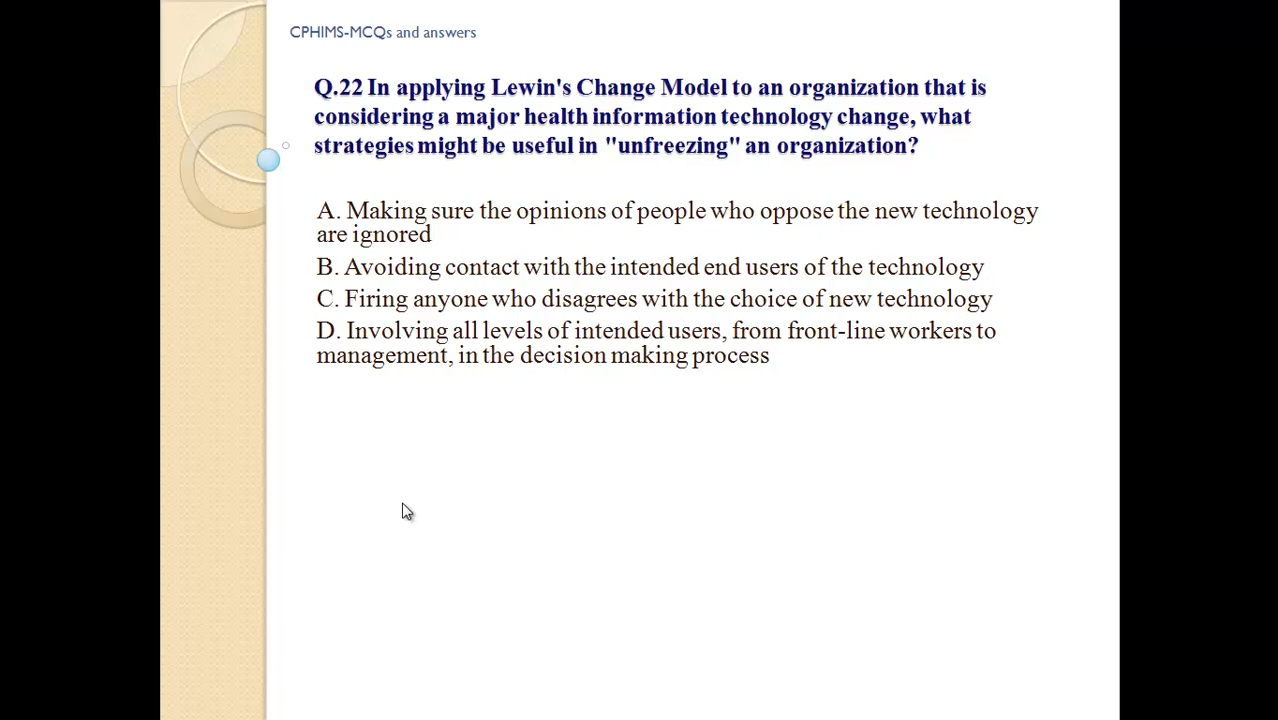 CPHIMS-MCQs and answers
Q.22 In applying Lewin's Change Model to an organization that is
considering a major health information technology change, what
strategies might be useful in "unfreezing" an organization?
A. Making sure the opinions of people who oppose the new technology
are ignored
B. Avoiding contact with the intended end users of the technology
C. Firing anyone who disagrees with the choice of new technology
D. Involving all levels of intended users, from front-line workers to
management, in the decision making process